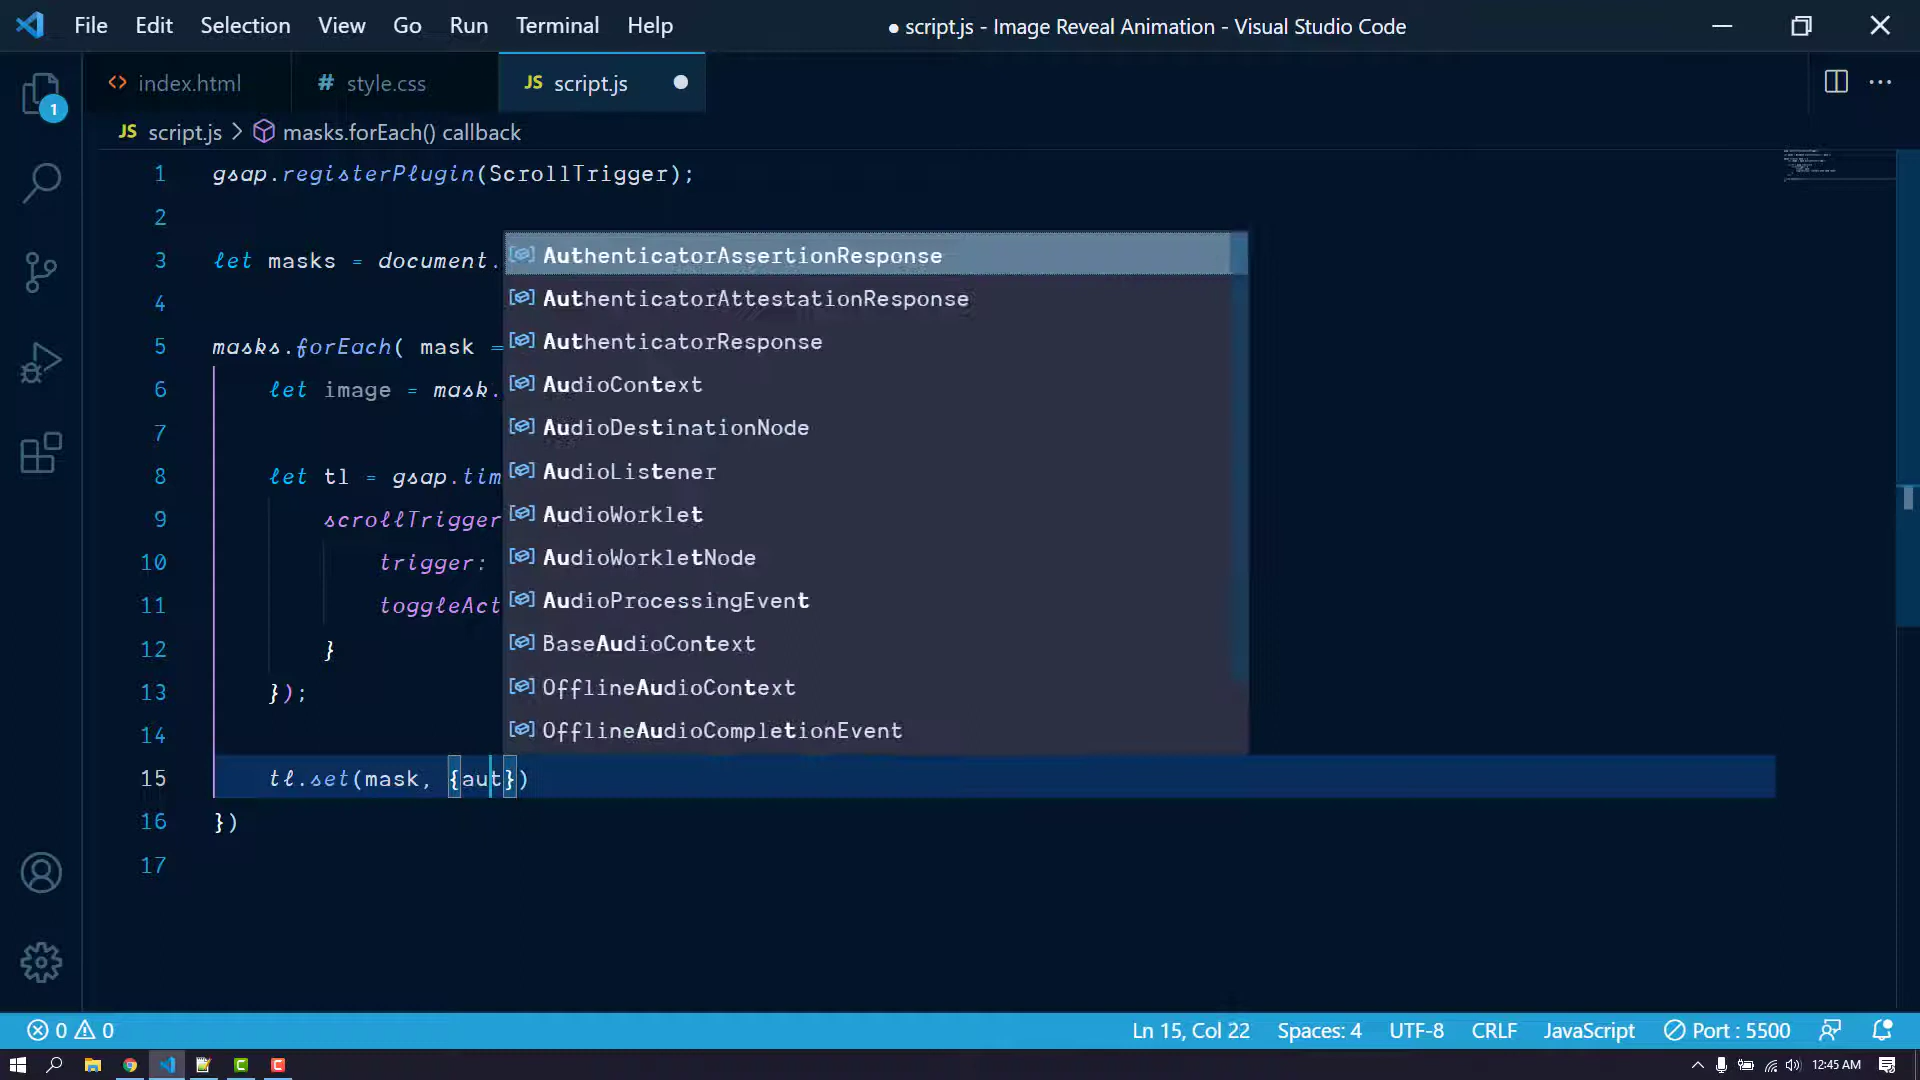 File Edit Selection View Go Run Terminal Help
● script.js - Image Reveal Animation - Visual Studio Code
index.html
# style.css
JS script.js
JS script.js > masks.forEach() callback
1 gsap.registerPlugin(ScrollTrigger);
2
3 let masks = document.
4
5 masks.forEach( mask =
6 let image = mask.
7
8 let tl = gsap.tim
9 scrollTrigger
10 trigger:
11 toggleAct
12 }
13 });
14
15 tl.set(mask, {aut})
16 })
17
AuthenticatorAssertionResponse
AuthenticatorAttestationResponse
AuthenticatorResponse
AudioContext
AudioDestinationNode
AudioListener
AudioWorklet
AudioWorkletNode
AudioProcessingEvent
BaseAudioContext
OfflineAudioContext
OfflineAudioCompletionEvent
1
0 0
Ln 15, Col 22 Spaces: 4 UTF-8 CRLF JavaScript Port : 5500
12:45 AM